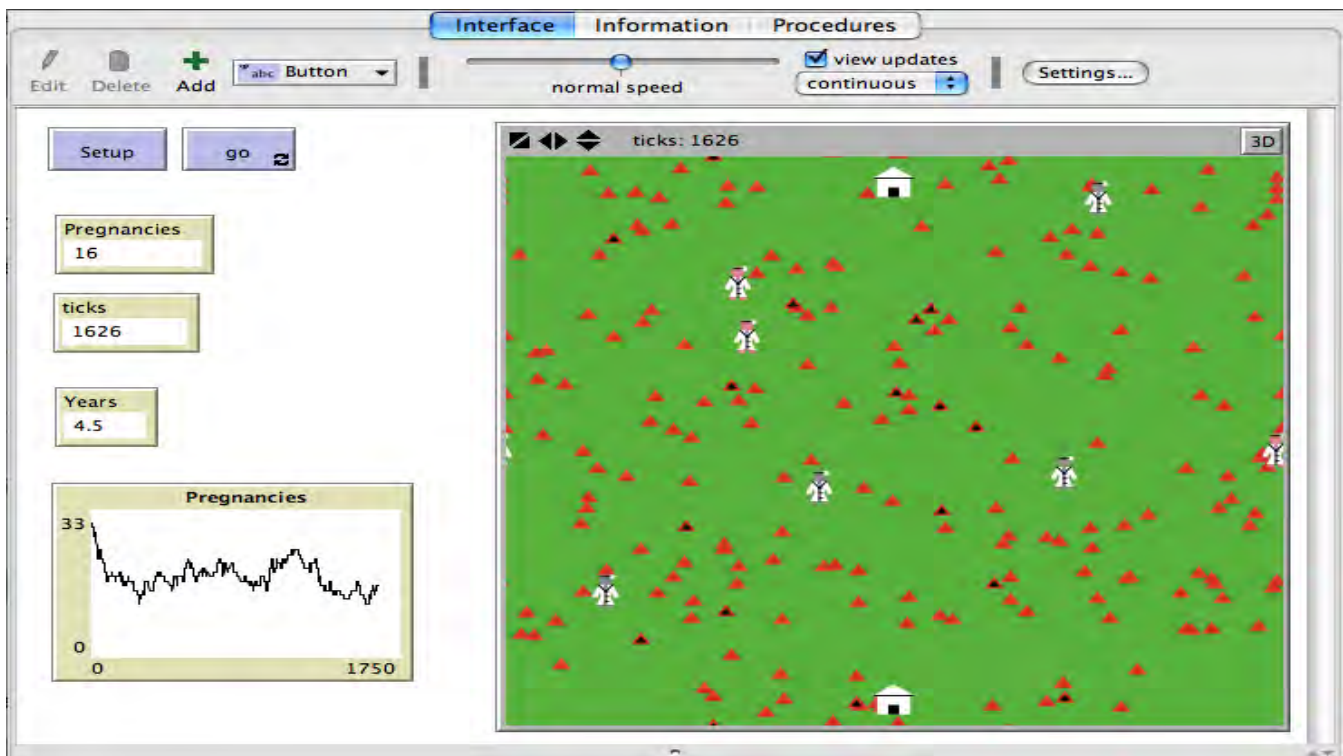 Interface Information Procedures
Edit Delete Add abc Button normal speed view updates continuous Settings...
Setup go
ticks: 1626 3D
Pregnancies
16
ticks
1626
Years
4.5
Pregnancies
33
0
0 1750